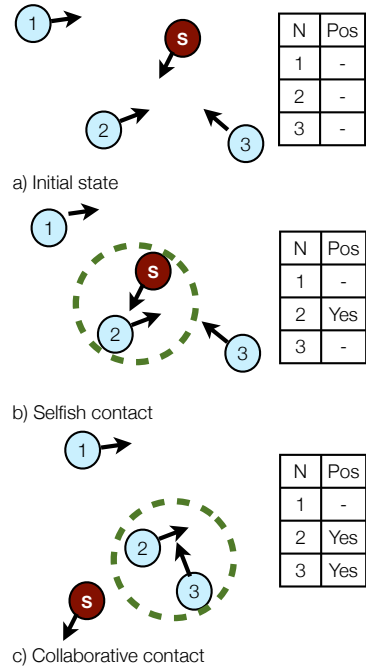 1
S
2
3
N Pos
1 -
2 -
3 -
a) Initial state
1
S
2
3
N Pos
1 -
2 Yes
3 -
b) Selfish contact
1
2
3
S
N Pos
1 -
2 Yes
3 Yes
c) Collaborative contact